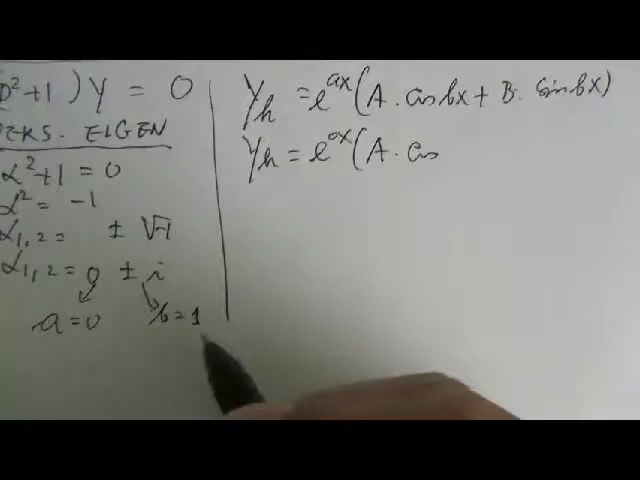 D²+1 ) Y = 0
PERS. EIGEN
α²+1 = 0
α² = -1
α₁,₂ = ± √-1
α₁,₂ = 0 ± i
a = 0 b = 1
Yh = e^ax (A . cos bx + B . sin bx)
Yh = e^0x (A . cos